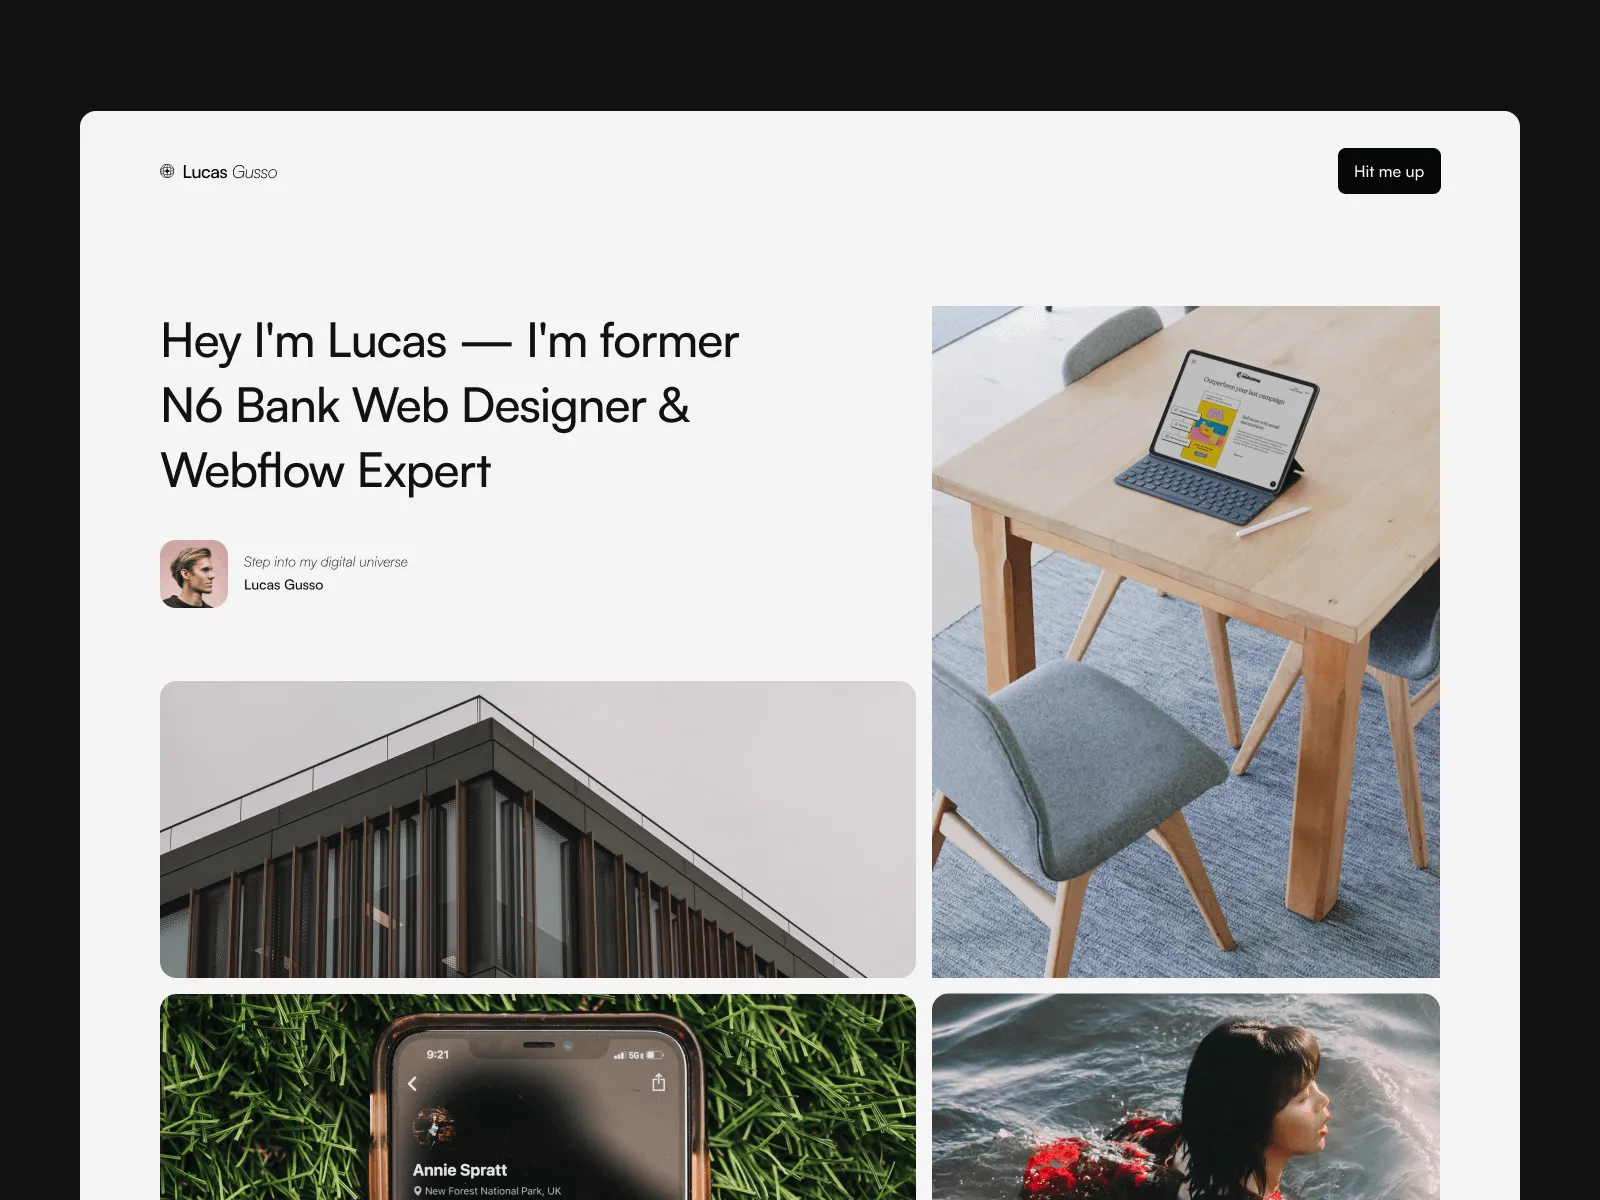 Lucas Gusso
Hit me up
Hey I'm Lucas — I'm former
N6 Bank Web Designer &
Webflow Expert
Step into my digital universe
Lucas Gusso
Outperform your last campaign
9:21
5GE
Annie Spratt
New Forest National Park, UK